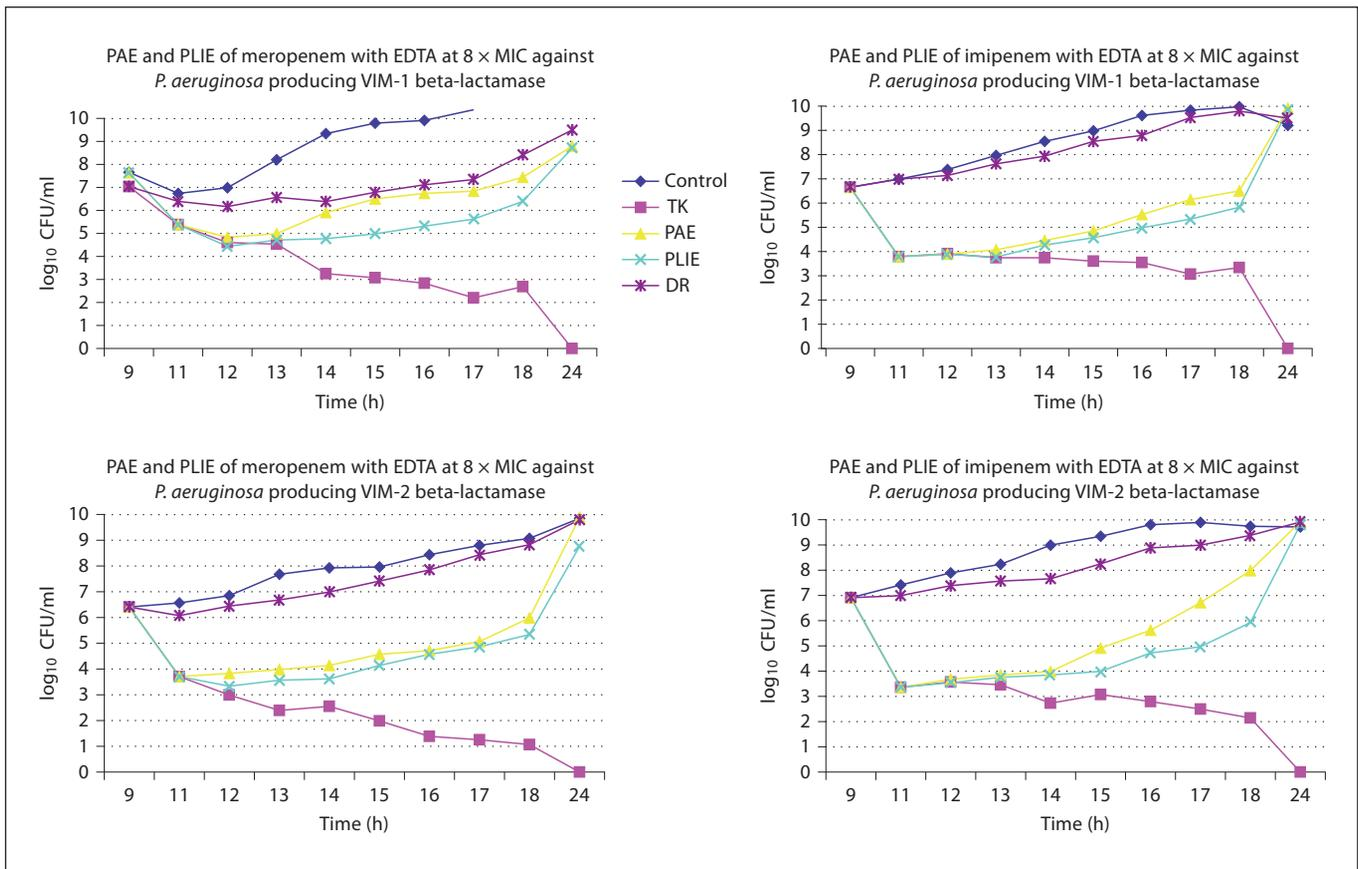 PAE and PLIE of meropenem with EDTA at 8 × MIC against
P. aeruginosa producing VIM-1 beta-lactamase
10
9
8
7
6
5
4
3
2
1
0
log10 CFU/ml
9 11 12 13 14 15 16 17 18 24
Time (h)
Control
TK
PAE
PLIE
DR
PAE and PLIE of imipenem with EDTA at 8 × MIC against
P. aeruginosa producing VIM-1 beta-lactamase
10
9
8
7
6
5
4
3
2
1
0
log10 CFU/ml
9 11 12 13 14 15 16 17 18 24
Time (h)
PAE and PLIE of meropenem with EDTA at 8 × MIC against
P. aeruginosa producing VIM-2 beta-lactamase
10
9
8
7
6
5
4
3
2
1
0
log10 CFU/ml
9 11 12 13 14 15 16 17 18 24
Time (h)
PAE and PLIE of imipenem with EDTA at 8 × MIC against
P. aeruginosa producing VIM-2 beta-lactamase
10
9
8
7
6
5
4
3
2
1
0
log10 CFU/ml
9 11 12 13 14 15 16 17 18 24
Time (h)